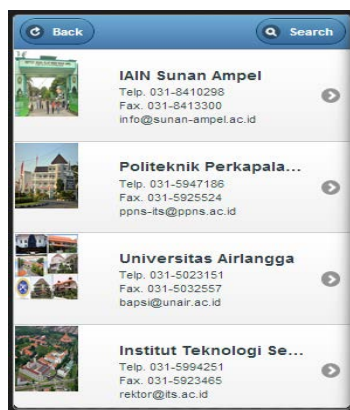 Back
Search
IAIN Sunan Ampel
Telp. 031-8410298
Fax. 031-8413300
info@sunan-ampel.ac.id
Politeknik Perkapala...
Telp. 031-5947186
Fax. 031-5925524
ppns-its@ppns.ac.id
Universitas Airlangga
Telp. 031-5023151
Fax. 031-5032557
bapsi@unair.ac.id
Institut Teknologi Se...
Telp. 031-5994251
Fax. 031-5923465
rektor@its.ac.id